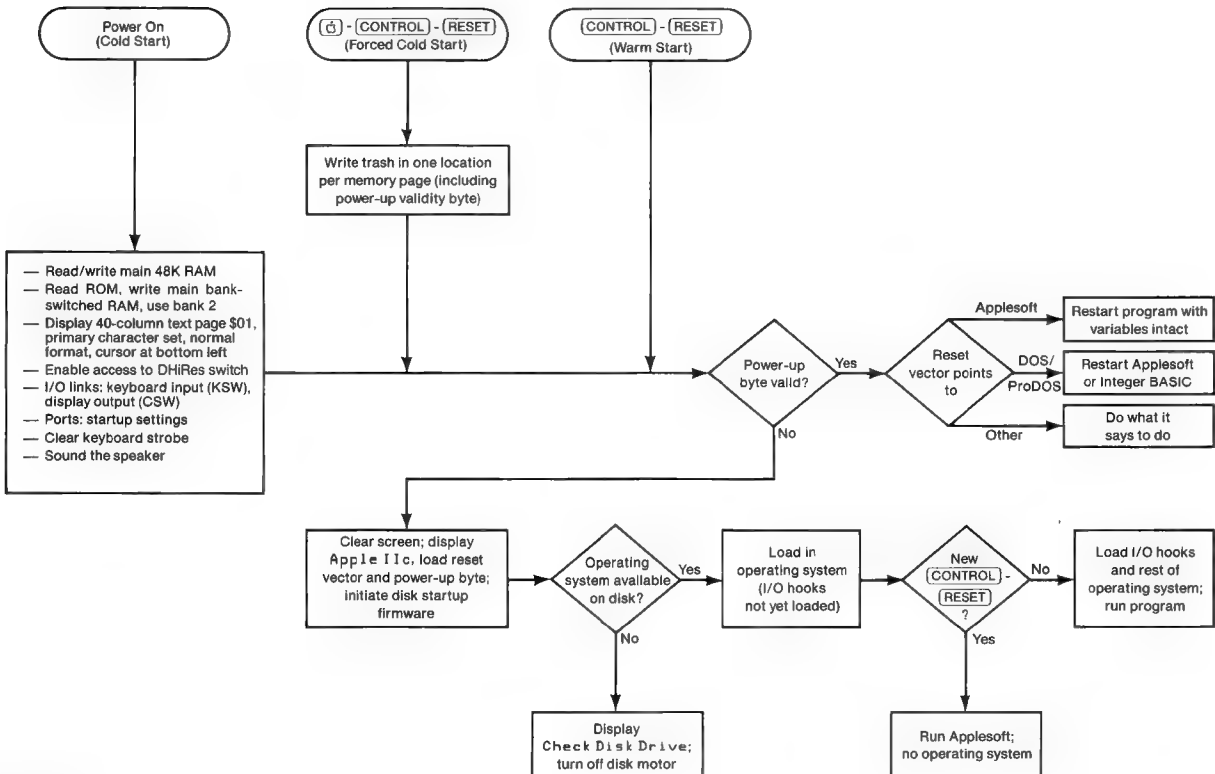 Power On
(Cold Start)
- CONTROL - RESET
(Forced Cold Start)
CONTROL - RESET
(Warm Start)
Write trash in one location
per memory page (including
power-up validity byte)
— Read/write main 48K RAM
— Read ROM, write main bank-
switched RAM, use bank 2
— Display 40-column text page $01,
primary character set, normal
format, cursor at bottom left
— Enable access to DHiRes switch
— I/O links: keyboard input (KSW),
display output (CSW)
— Ports: startup settings
— Clear keyboard strobe
— Sound the speaker
Power-up
byte valid?
Yes
No
Reset
vector points
to
Applesoft
Restart program with
variables intact
DOS/
ProDOS
Restart Applesoft
or Integer BASIC
Other
Do what it
says to do
Clear screen; display
Apple IIc, load reset
vector and power-up byte;
initiate disk startup
firmware
Operating
system available
on disk?
Yes
No
Load in
operating system
(I/O hooks
not yet loaded)
New
CONTROL -
RESET
?
No
Yes
Load I/O hooks
and rest of
operating system;
run program
Display
Check Disk Drive;
turn off disk motor
Run Applesoft;
no operating system